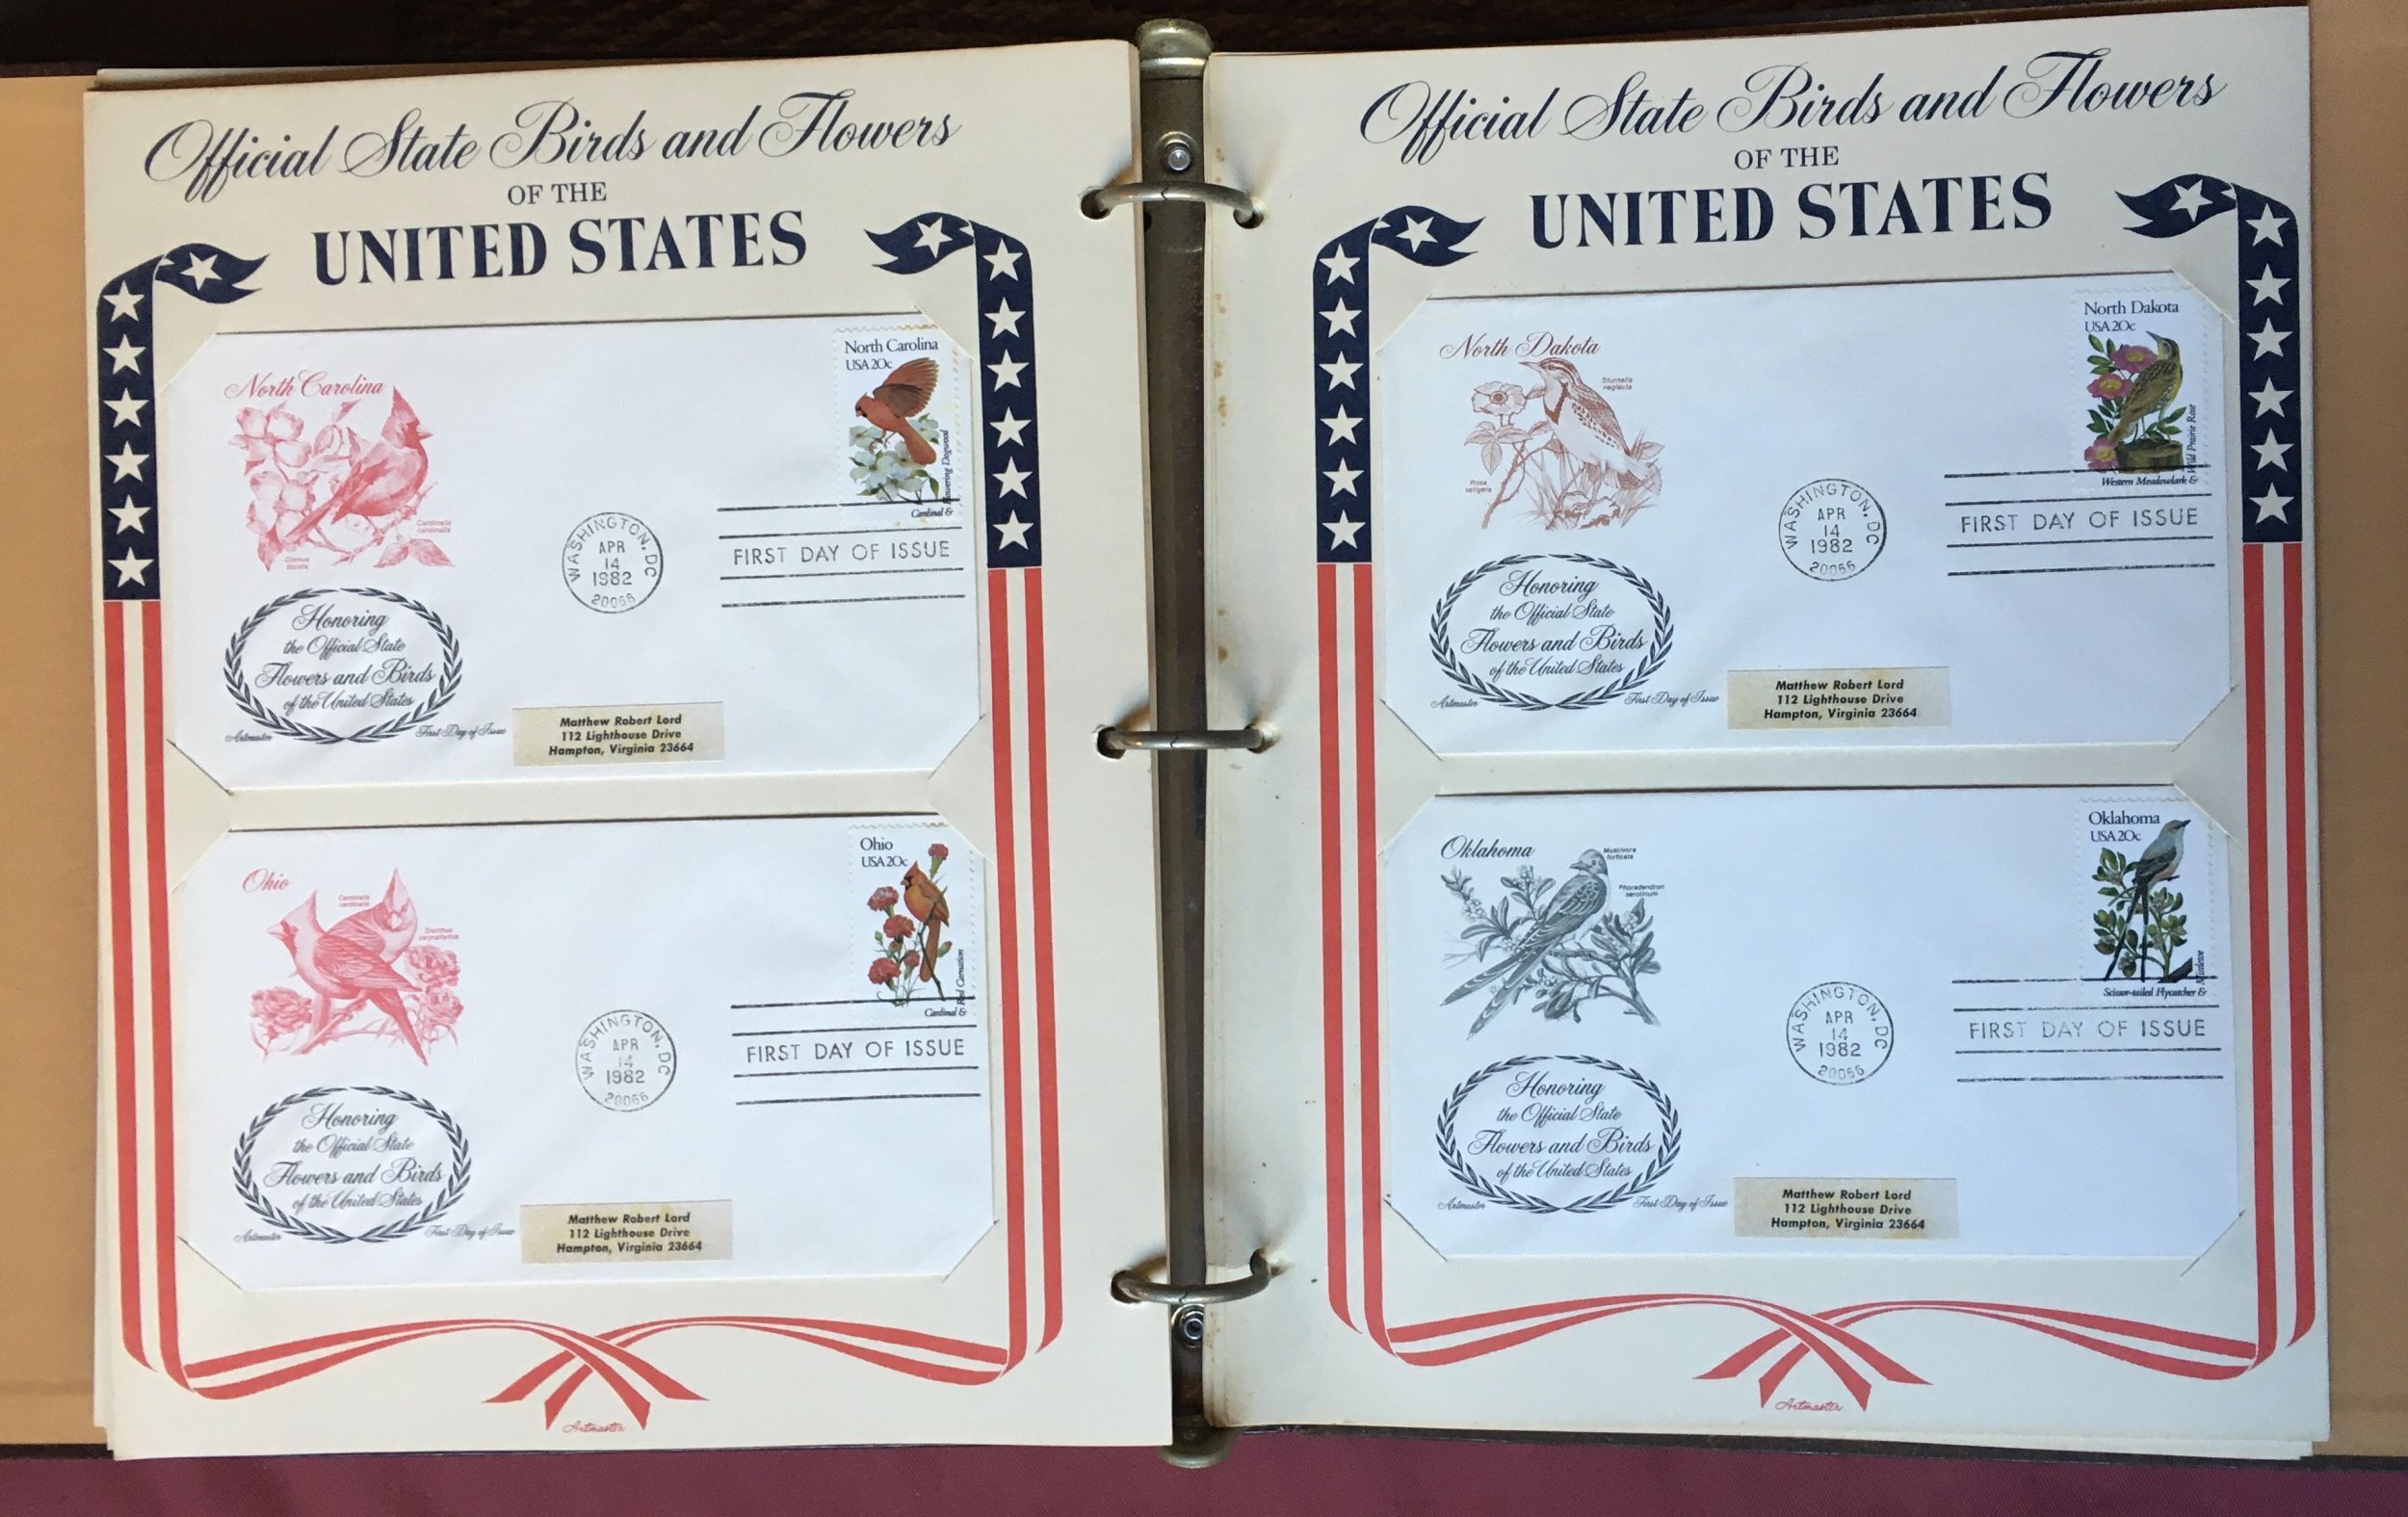 Official State Birds and Flowers
OF THE
UNITED STATES
North Carolina
Cardinalis
cardinalis
Cornus
florida
North Carolina
USA 20c
Flowering Dogwood
Cardinal &
WASHINGTON, DC
APR
14
1982
20066
FIRST DAY OF ISSUE
Honoring
the Official State
Flowers and Birds
of the United States
Artmaster
First Day of Issue
Matthew Robert Lord
112 Lighthouse Drive
Hampton, Virginia 23664
Ohio
Cardinalis
cardinalis
Dianthus
caryophyllus
Ohio
USA 20c
Red Carnation
Cardinal &
WASHINGTON, DC
APR
14
1982
20066
FIRST DAY OF ISSUE
Honoring
the Official State
Flowers and Birds
of the United States
Artmaster
First Day of Issue
Matthew Robert Lord
112 Lighthouse Drive
Hampton, Virginia 23664
Artmaster
Official State Birds and Flowers
OF THE
UNITED STATES
North Dakota
Sturnella
neglecta
Rosa
setigera
North Dakota
USA 20c
Wild Prairie Rose
Western Meadowlark &
WASHINGTON, DC
APR
14
1982
20066
FIRST DAY OF ISSUE
Honoring
the Official State
Flowers and Birds
of the United States
Artmaster
First Day of Issue
Matthew Robert Lord
112 Lighthouse Drive
Hampton, Virginia 23664
Oklahoma
Muscivora
forficata
Phoradendron
serotinum
Oklahoma
USA 20c
Mistletoe
Scissor-tailed Flycatcher &
WASHINGTON, DC
APR
14
1982
20066
FIRST DAY OF ISSUE
Honoring
the Official State
Flowers and Birds
of the United States
Artmaster
First Day of Issue
Matthew Robert Lord
112 Lighthouse Drive
Hampton, Virginia 23664
Artmaster